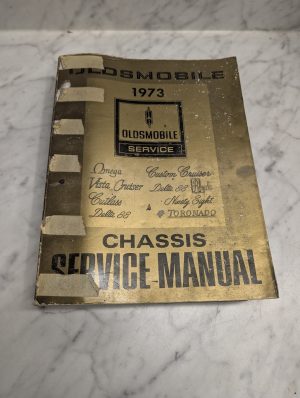 OLDSMOBILE
1973
OLDSMOBILE
SERVICE
Omega
Vista Cruiser
Cutlass
Delta 88
Custom Cruiser
Delta 88 Royale
Ninety Eight
TORONADO
CHASSIS
SERVICE MANUAL